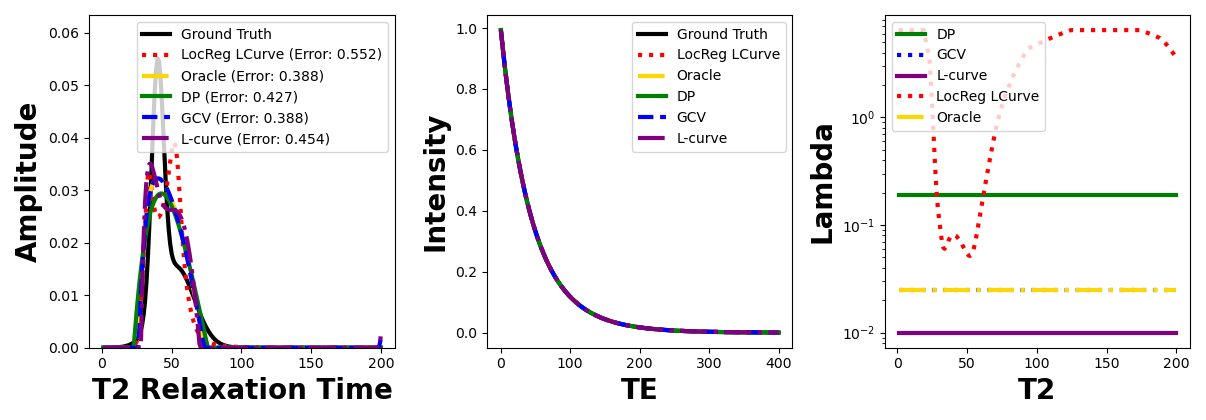 Amplitude
0.06
0.05
0.04
0.03
0.02
0.01
0.00
0
50
100
150
200
T2 Relaxation Time
Ground Truth
LocReg LCurve (Error: 0.552)
Oracle (Error: 0.388)
DP (Error: 0.427)
GCV (Error: 0.388)
L-curve (Error: 0.454)
Intensity
1.0
0.8
0.6
0.4
0.2
0.0
0
100
200
300
400
TE
Ground Truth
LocReg LCurve
Oracle
DP
GCV
L-curve
Lambda
10⁰
10⁻¹
10⁻²
0
50
100
150
200
T2
DP
GCV
L-curve
LocReg LCurve
Oracle